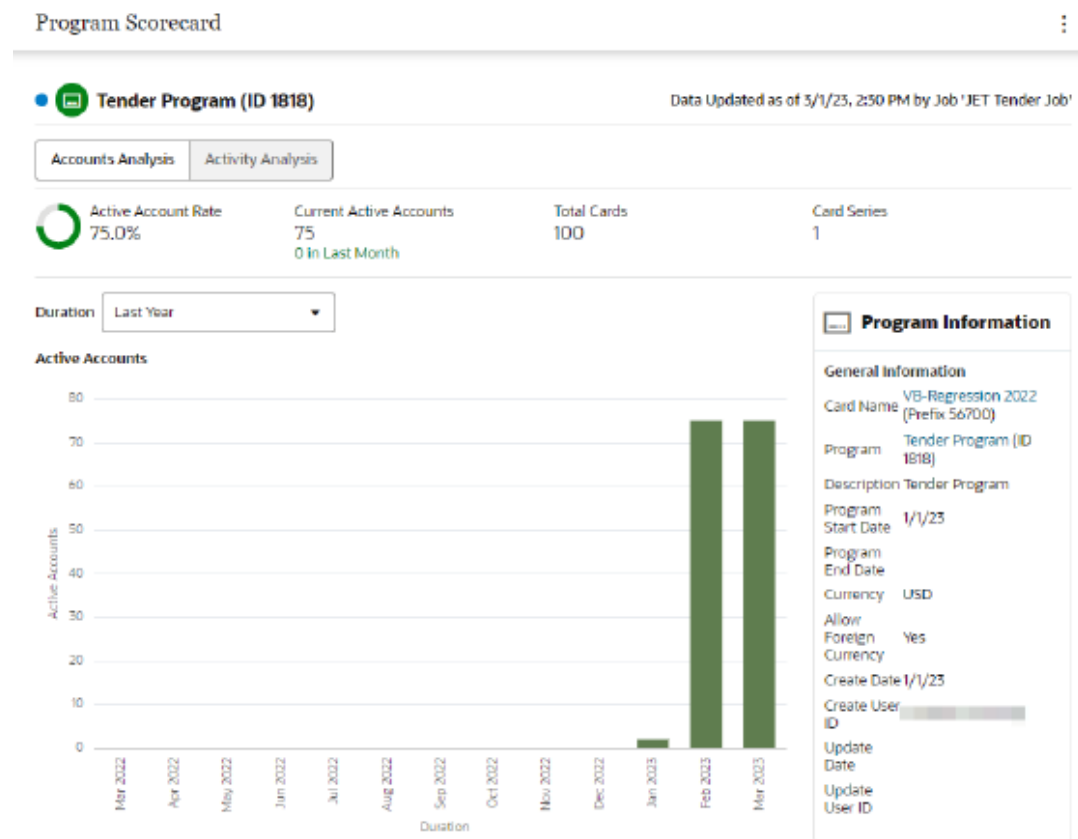 Program Scorecard
Tender Program (ID 1818)
Data Updated as of 3/1/23, 2:30 PM by Job 'JET Tender Job'
Accounts Analysis
Activity Analysis
Active Account Rate
75.0%
Current Active Accounts
75
0 in Last Month
Total Cards
100
Card Series
1
Duration
Last Year
Active Accounts
80
70
60
50
40
30
20
10
0
Active Accounts
Mar 2022
Apr 2022
May 2022
Jun 2022
Jul 2022
Aug 2022
Sep 2022
Oct 2022
Nov 2022
Dec 2022
Jan 2023
Feb 2023
Mar 2023
Duration
Program Information
General Information
Card Name
VB-Regression 2022
(Prefix 56700)
Program
Tender Program (ID
1818)
Description Tender Program
Program
Start Date
1/1/23
Program
End Date
Currency USD
Allow
Foreign
Currency
Yes
Create Date 1/1/23
Create User
ID
Update
Date
Update
User ID